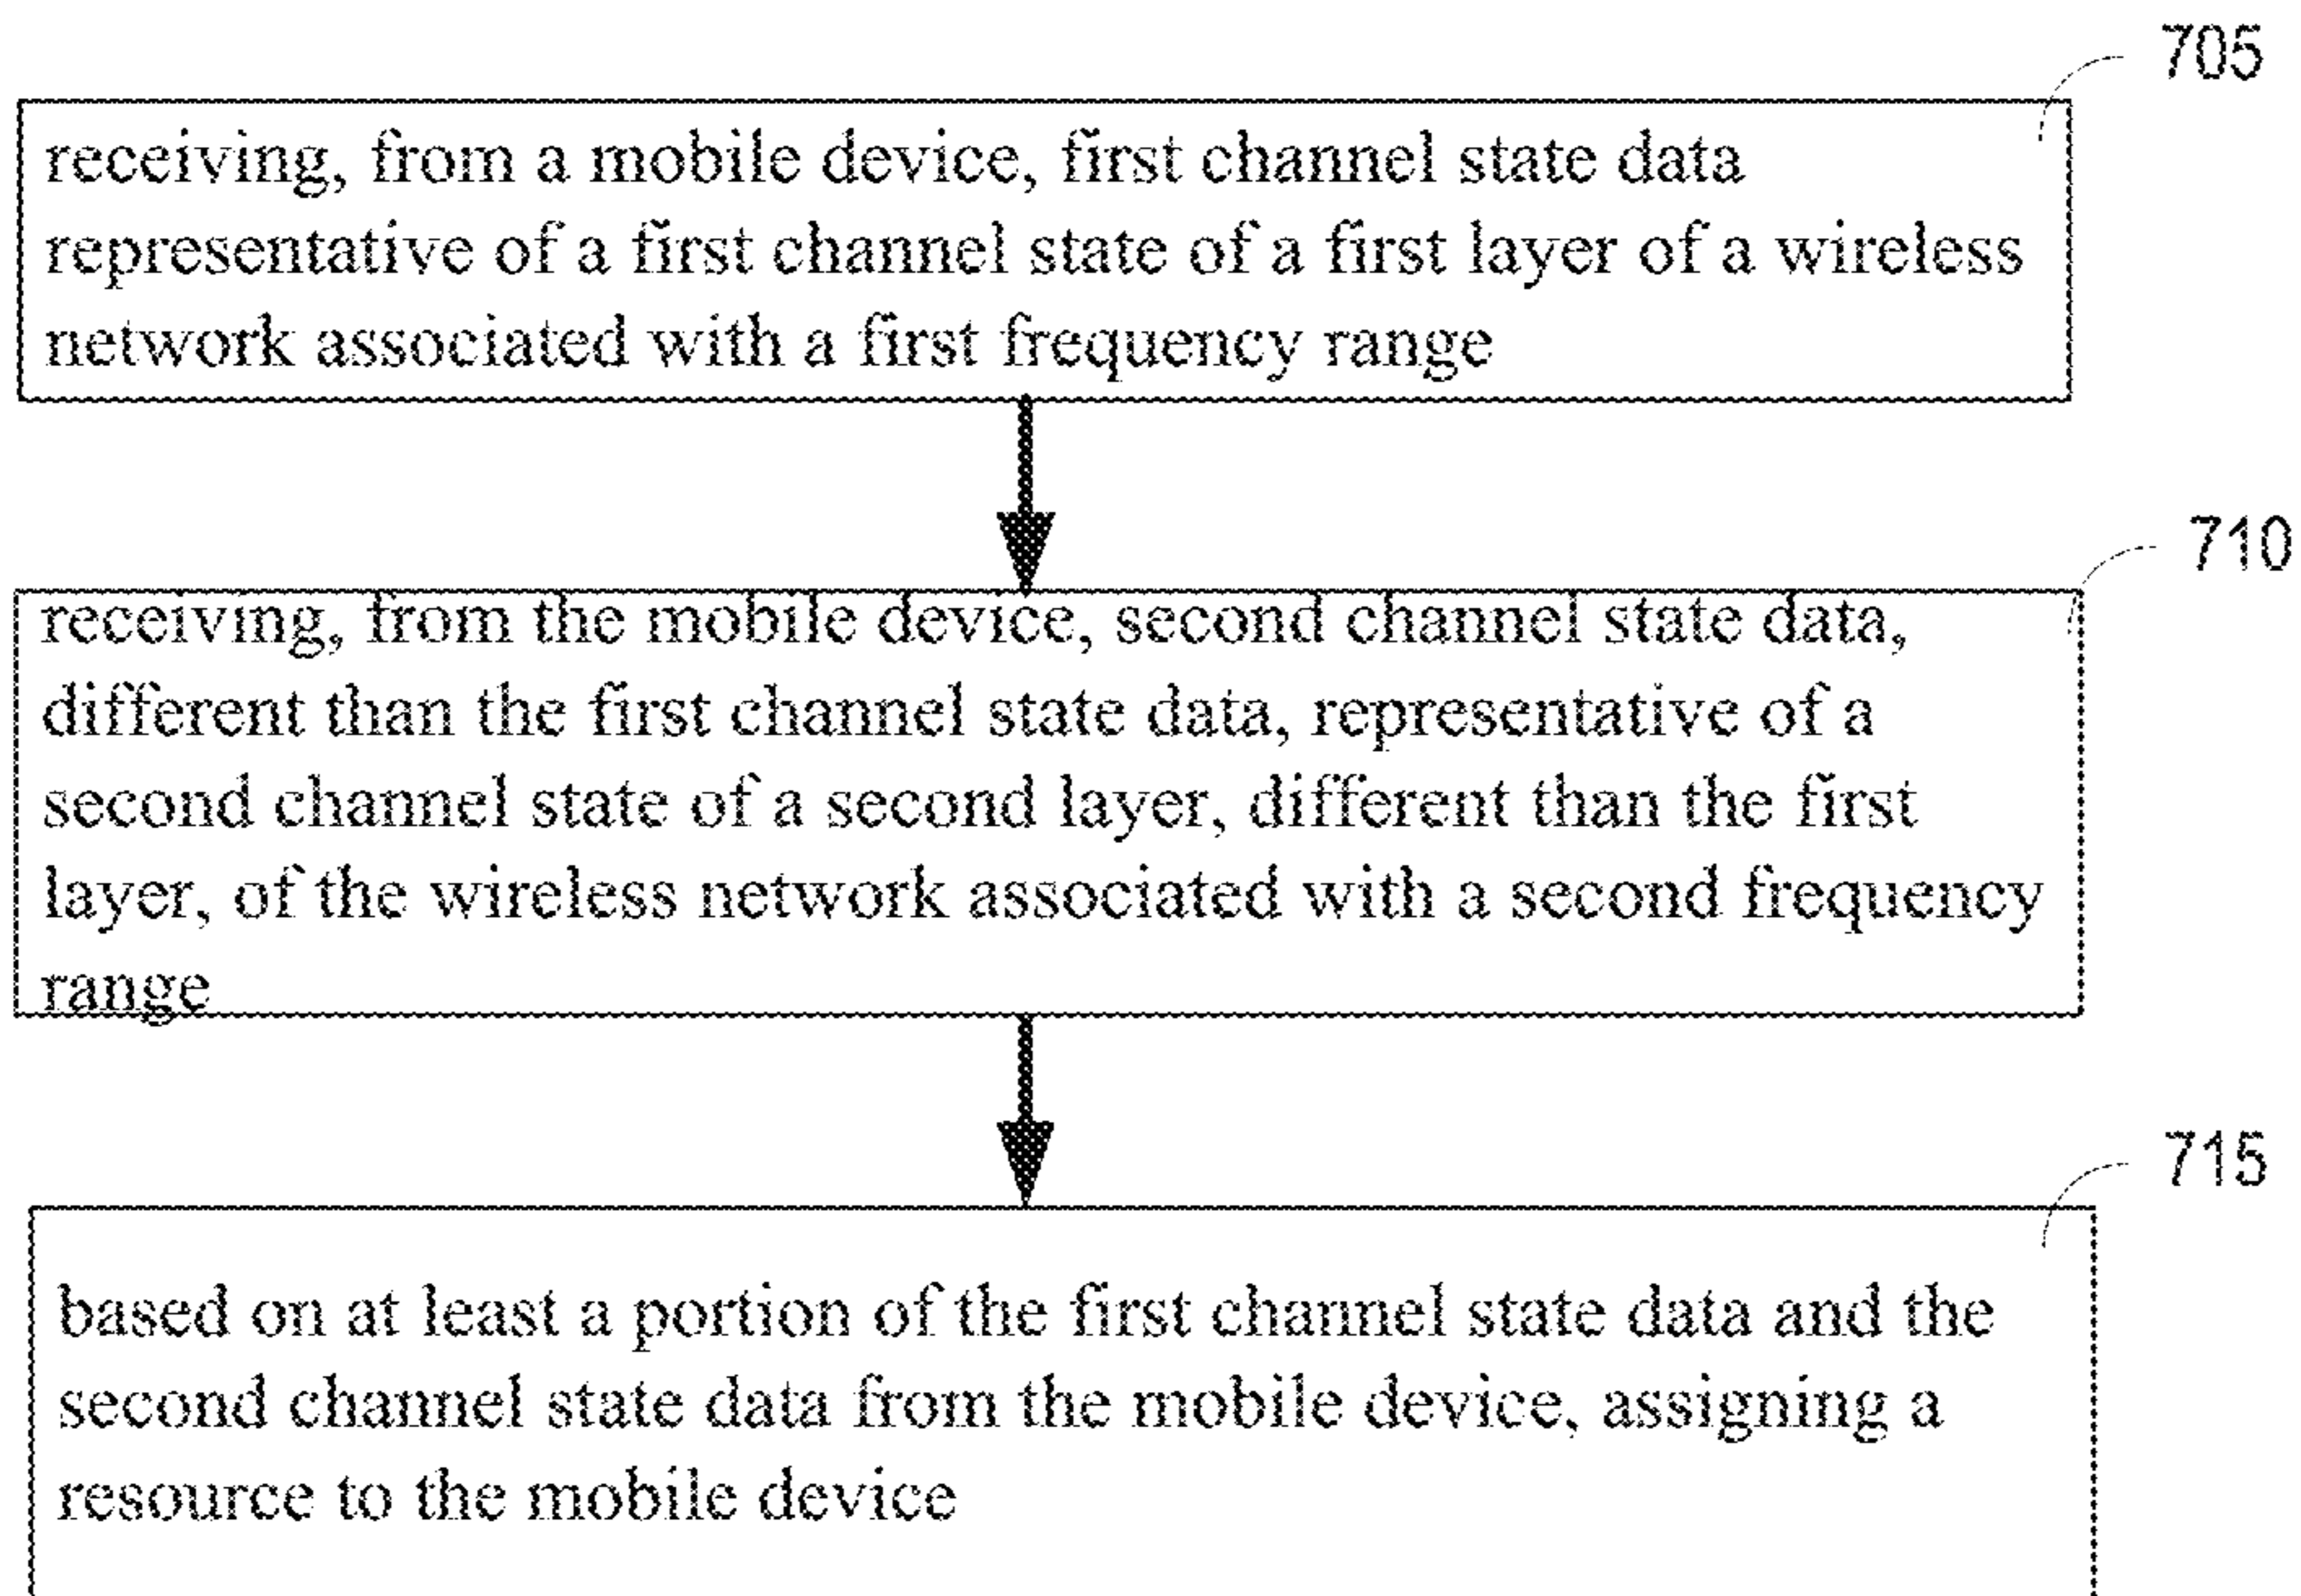 705
receiving, from a mobile device, first channel state data
representative of a first channel state of a first layer of a wireless
network associated with a first frequency range
710
receiving, from the mobile device, second channel state data,
different than the first channel state data, representative of a
second channel state of a second layer, different than the first
layer, of the wireless network associated with a second frequency
range
715
based on at least a portion of the first channel state data and the
second channel state data from the mobile device, assigning a
resource to the mobile device